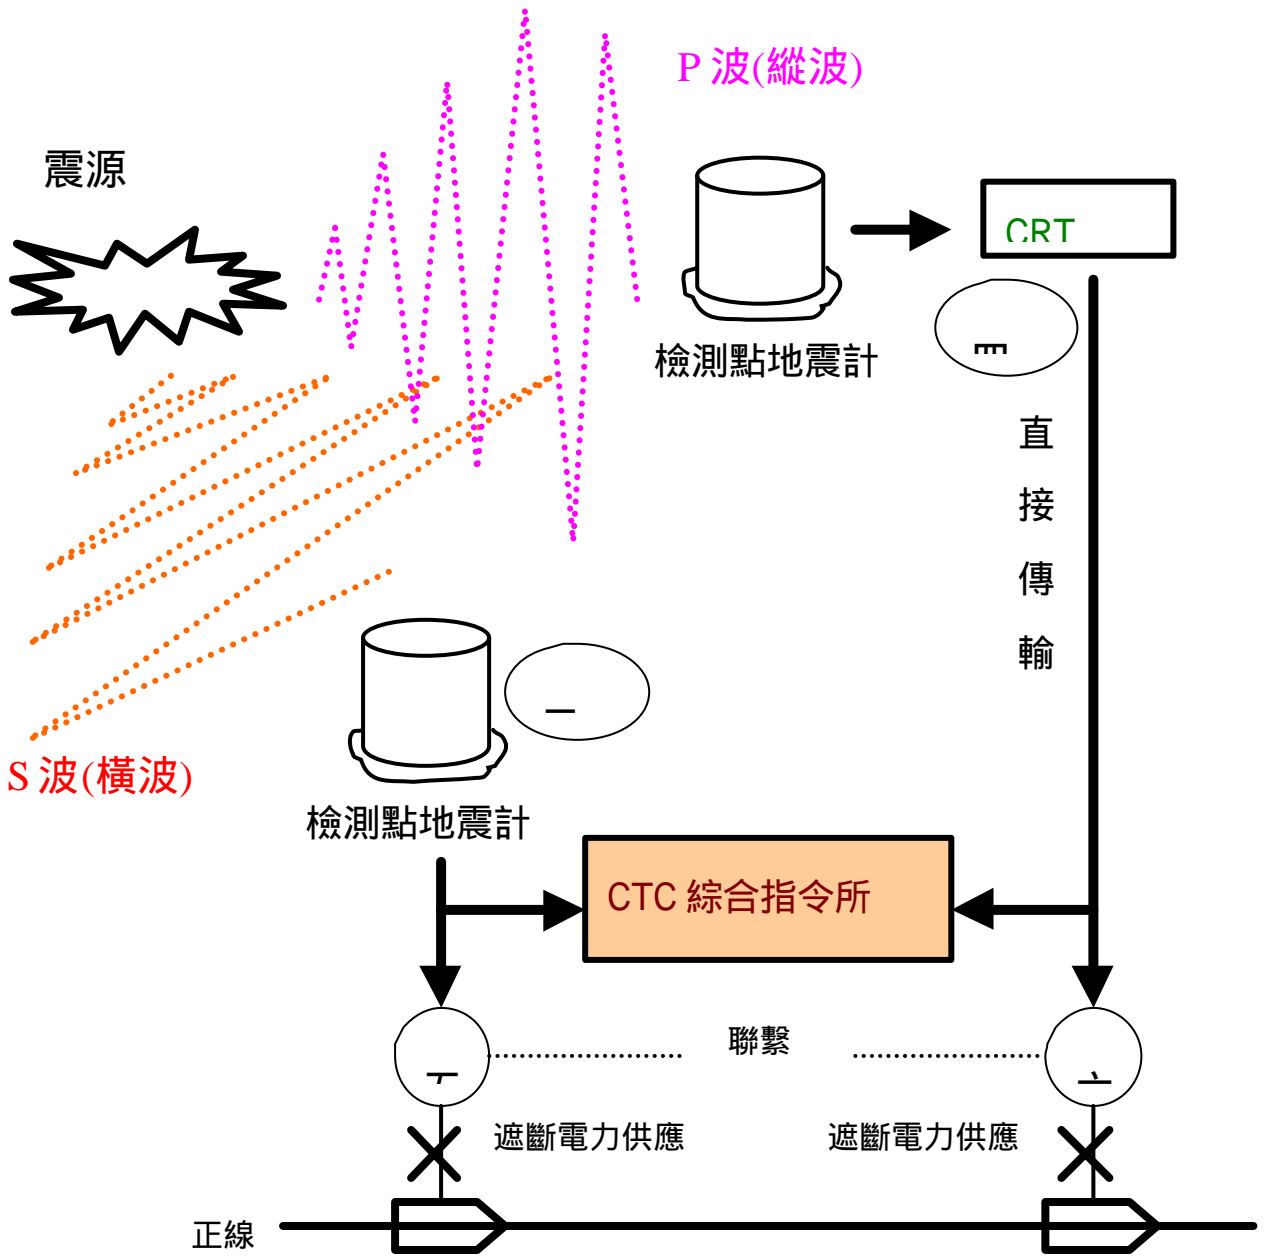 P 波(縱波)
震源
CRT
檢測點地震計
直
接
傳
輸
S 波(橫波)
檢測點地震計
CTC 綜合指令所
聯繫
遮斷電力供應
遮斷電力供應
正線